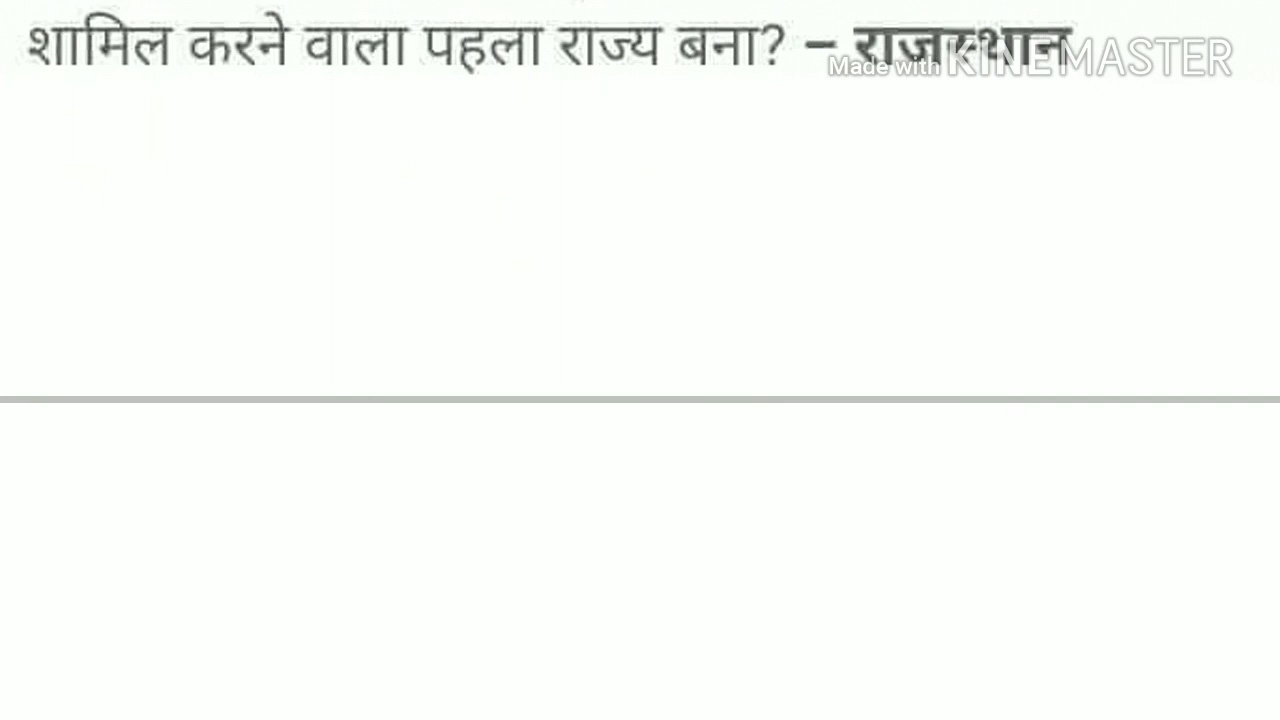 शामिल करने वाला पहला राज्य बना? – राजस्थान
Made with KINEMASTER